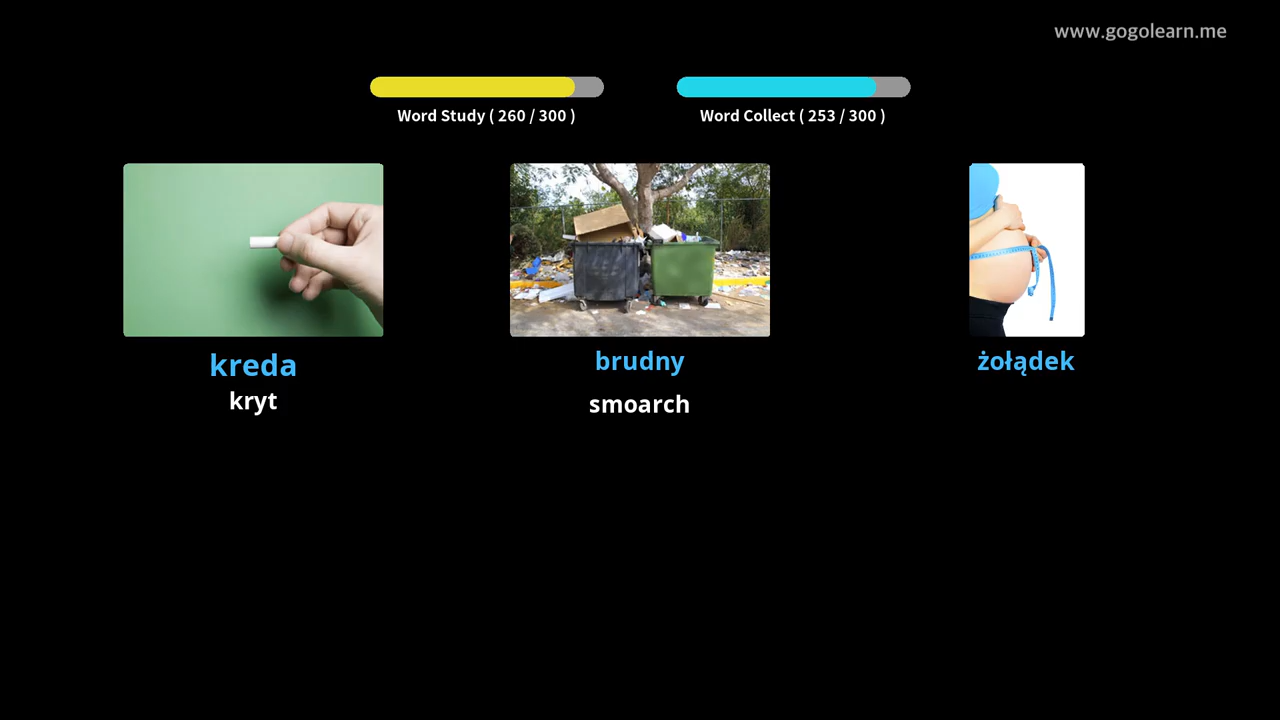 www.gogolearn.me
Word Study ( 260 / 300 )
Word Collect ( 253 / 300 )
kreda
kryt
brudny
smoarch
żołądek